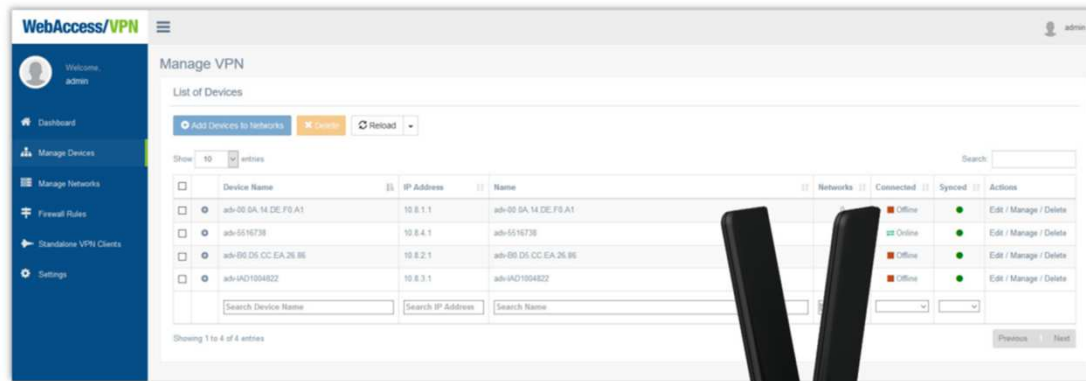 WebAccess/VPN
admin
Welcome,
admin
Dashboard
Manage Devices
Manage Networks
Firewall Rules
Standalone VPN Clients
Settings
Manage VPN
List of Devices
Add Devices to Networks Delete Reload
Show 10 entries Search:
Device Name IP Address Name Networks Connected Synced Actions
adv-00.0A.14.DE.F0.A1 10.8.1.1 adv-00.0A.14.DE.F0.A1 Offline Edit / Manage / Delete
adv-5516738 10.8.4.1 adv-5516738 Online Edit / Manage / Delete
adv-B0.D5.CC.EA.26.86 10.8.2.1 adv-B0.D5.CC.EA.26.86 Offline Edit / Manage / Delete
adv-IAD1004822 10.8.3.1 adv-IAD1004822 Offline Edit / Manage / Delete
Search Device Name Search IP Address Search Name
Showing 1 to 4 of 4 entries Previous 1 Next